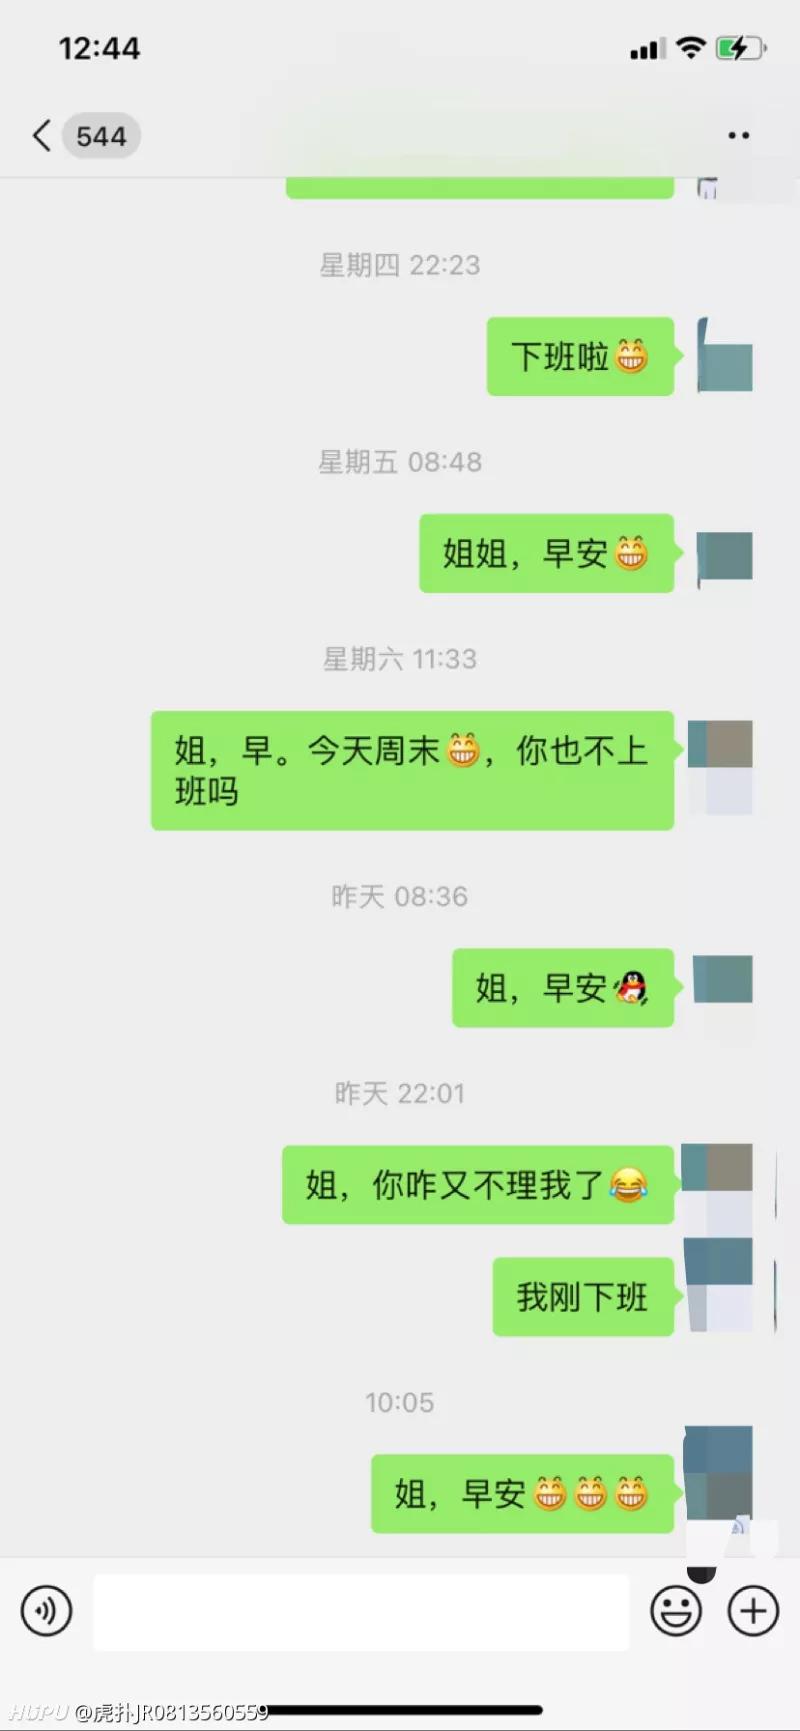 12:44
544
星期四 22:23
下班啦😁
星期五 08:48
姐姐，早安😁
星期六 11:33
姐，早。今天周末😁，你也不上
班吗
昨天 08:36
姐，早安🐧
昨天 22:01
姐，你咋又不理我了😂
我刚下班
10:05
姐，早安😁😁😁
HUPU @虎扑JR0813560559